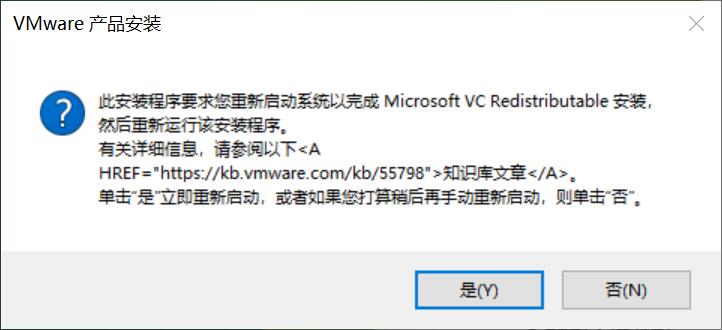 VMware 产品安装
此安装程序要求您重新启动系统以完成 Microsoft VC Redistributable 安装，
然后重新运行该安装程序。
有关详细信息，请参阅以下<A
HREF="https://kb.vmware.com/kb/55798">知识库文章</A>。
单击“是”立即重新启动，或者如果您打算稍后再手动重新启动，则单击“否”。
是(Y)
否(N)